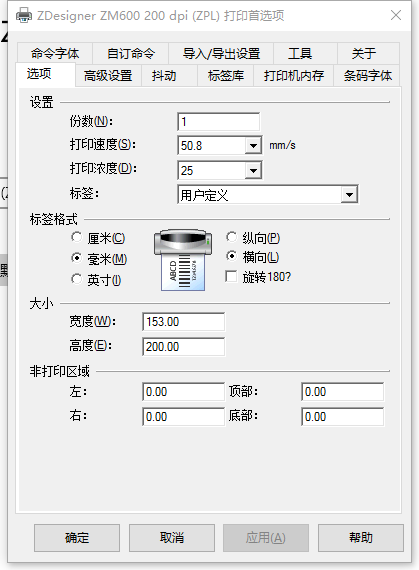 ZDesigner ZM600 200 dpi (ZPL) 打印首选项
命令字体 自订命令 导入/导出设置 工具 关于
选项 高级设置 抖动 标签库 打印机内存 条码字体
设置
份数(N): 1
打印速度(S): 50.8 mm/s
打印浓度(D): 25
标签: 用户定义
标签格式
厘米(C) 纵向(P)
毫米(M) 横向(L)
英寸(I) 旋转180?
ABCD
大小
宽度(W): 153.00
高度(E): 200.00
非打印区域
左: 0.00 顶部: 0.00
右: 0.00 底部: 0.00
确定 取消 应用(A) 帮助